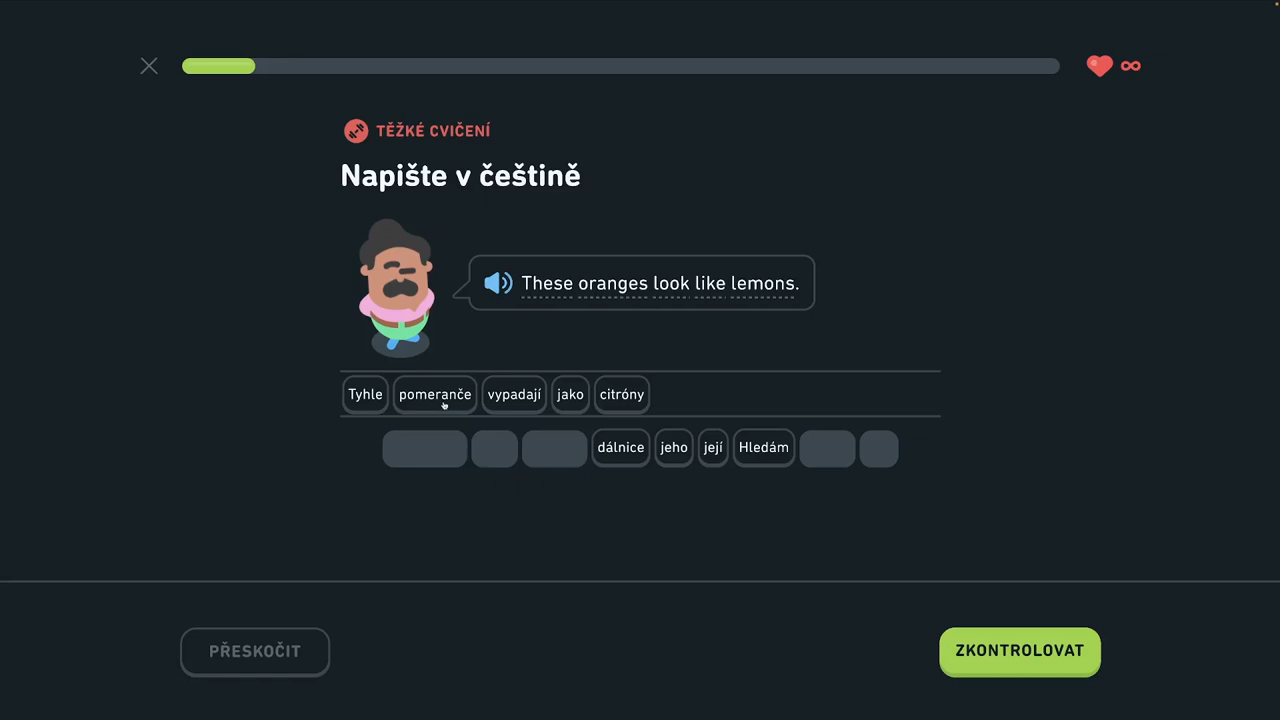 ∞
TĚŽKÉ CVIČENÍ
Napište v češtině
These oranges look like lemons.
Tyhle pomeranče vypadají jako citróny
dálnice jeho její Hledám
PŘESKOČIT ZKONTROLOVAT